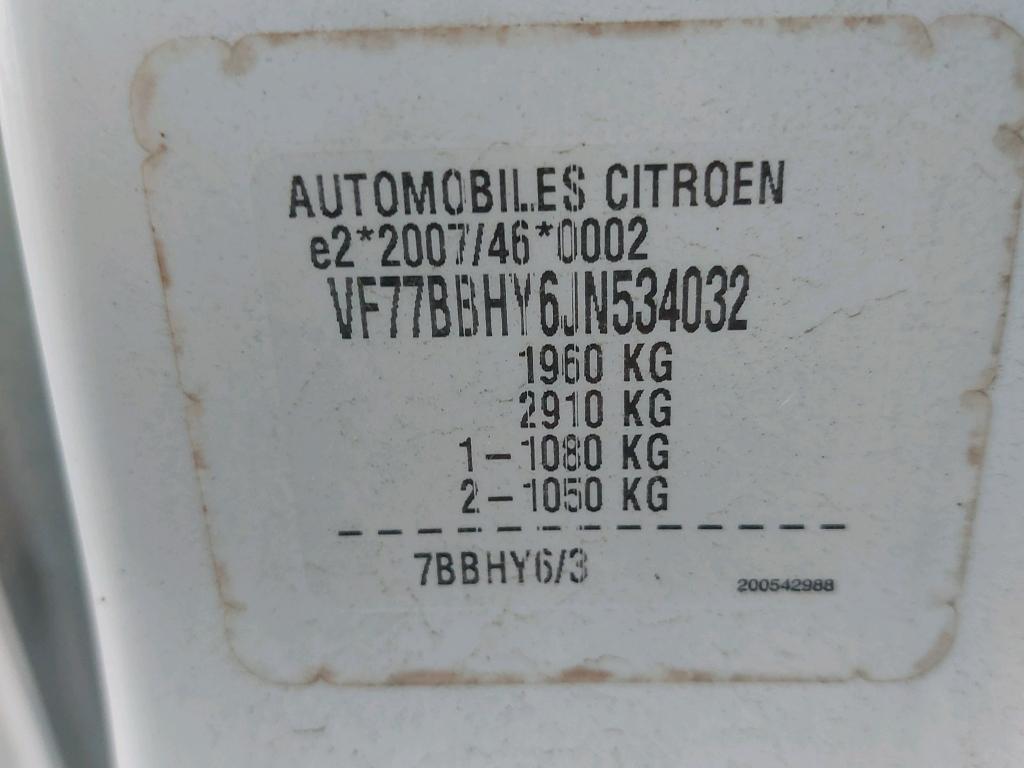 AUTOMOBILES CITROEN
e2*2007/46*0002
VF77BBHY6JN534032
1960 KG
2910 KG
1-1080 KG
2-1050 KG
7BBHY6/3
200542988